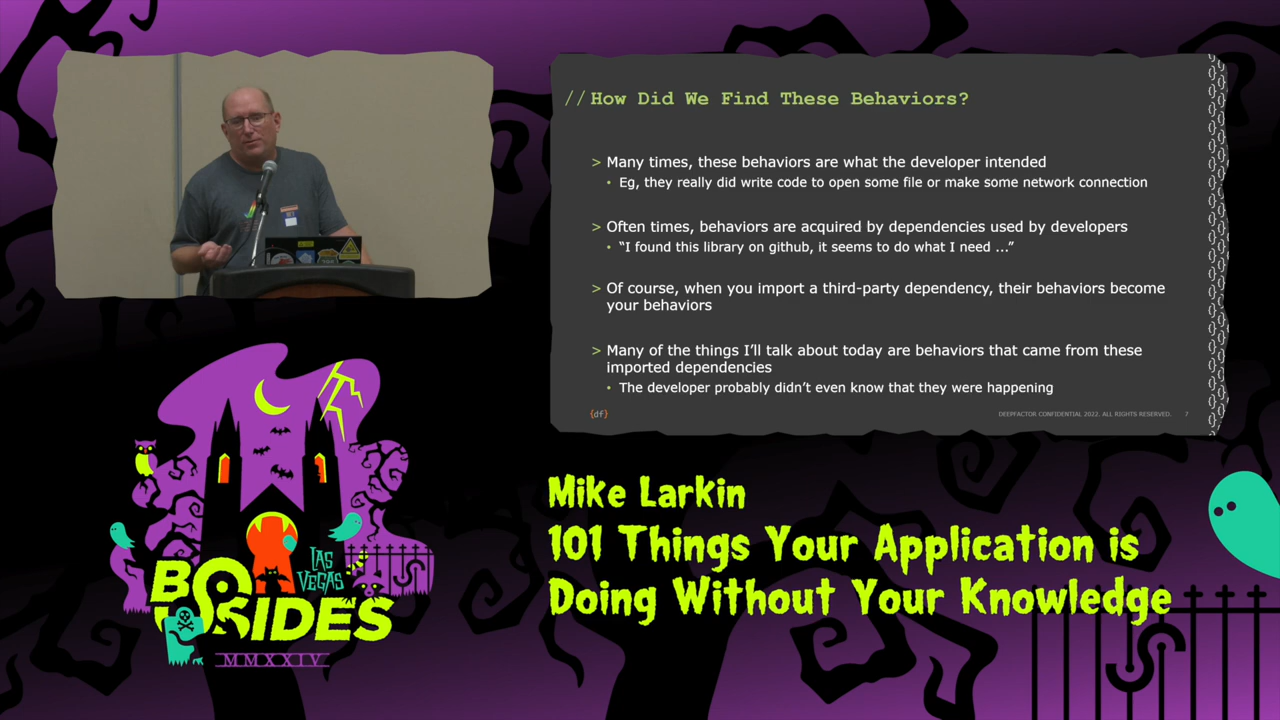 // How Did We Find These Behaviors?
> Many times, these behaviors are what the developer intended
• Eg, they really did write code to open some file or make some network connection
> Often times, behaviors are acquired by dependencies used by developers
• “I found this library on github, it seems to do what I need ...”
> Of course, when you import a third-party dependency, their behaviors become
your behaviors
> Many of the things I’ll talk about today are behaviors that came from these
imported dependencies
• The developer probably didn’t even know that they were happening
{df}
DEEPFACTOR CONFIDENTIAL 2022. ALL RIGHTS RESERVED.
7
LAS
VEGAS
BSIDES
MMXXIV
Mike Larkin
101 Things Your Application is
Doing Without Your Knowledge